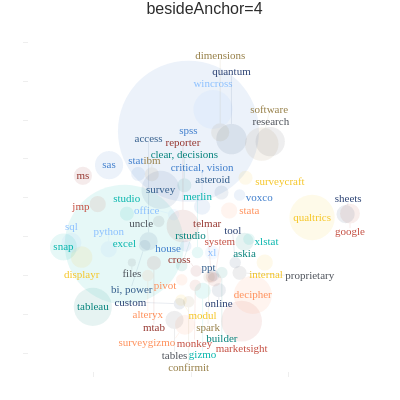 besideAnchor=4
dimensions
quantum
wincross
software
research
spss
access
reporter
statibm
clear, decisions
sas
critical, vision
ms
asteroid
surveycraft
survey
studio
merlin
voxco
sheets
jmp
office
stata
qualtrics
sql
uncle
telmar
tool
google
python
rstudio
snap
excel
system
xlstat
house
xl
askia
cross
ppt
displayr
files
internal
proprietary
bi, power
pivot
decipher
tableau
custom
online
alteryx
modul
mtab
spark
builder
surveygizmo
monkey
marketsight
tables
gizmo
confirmit